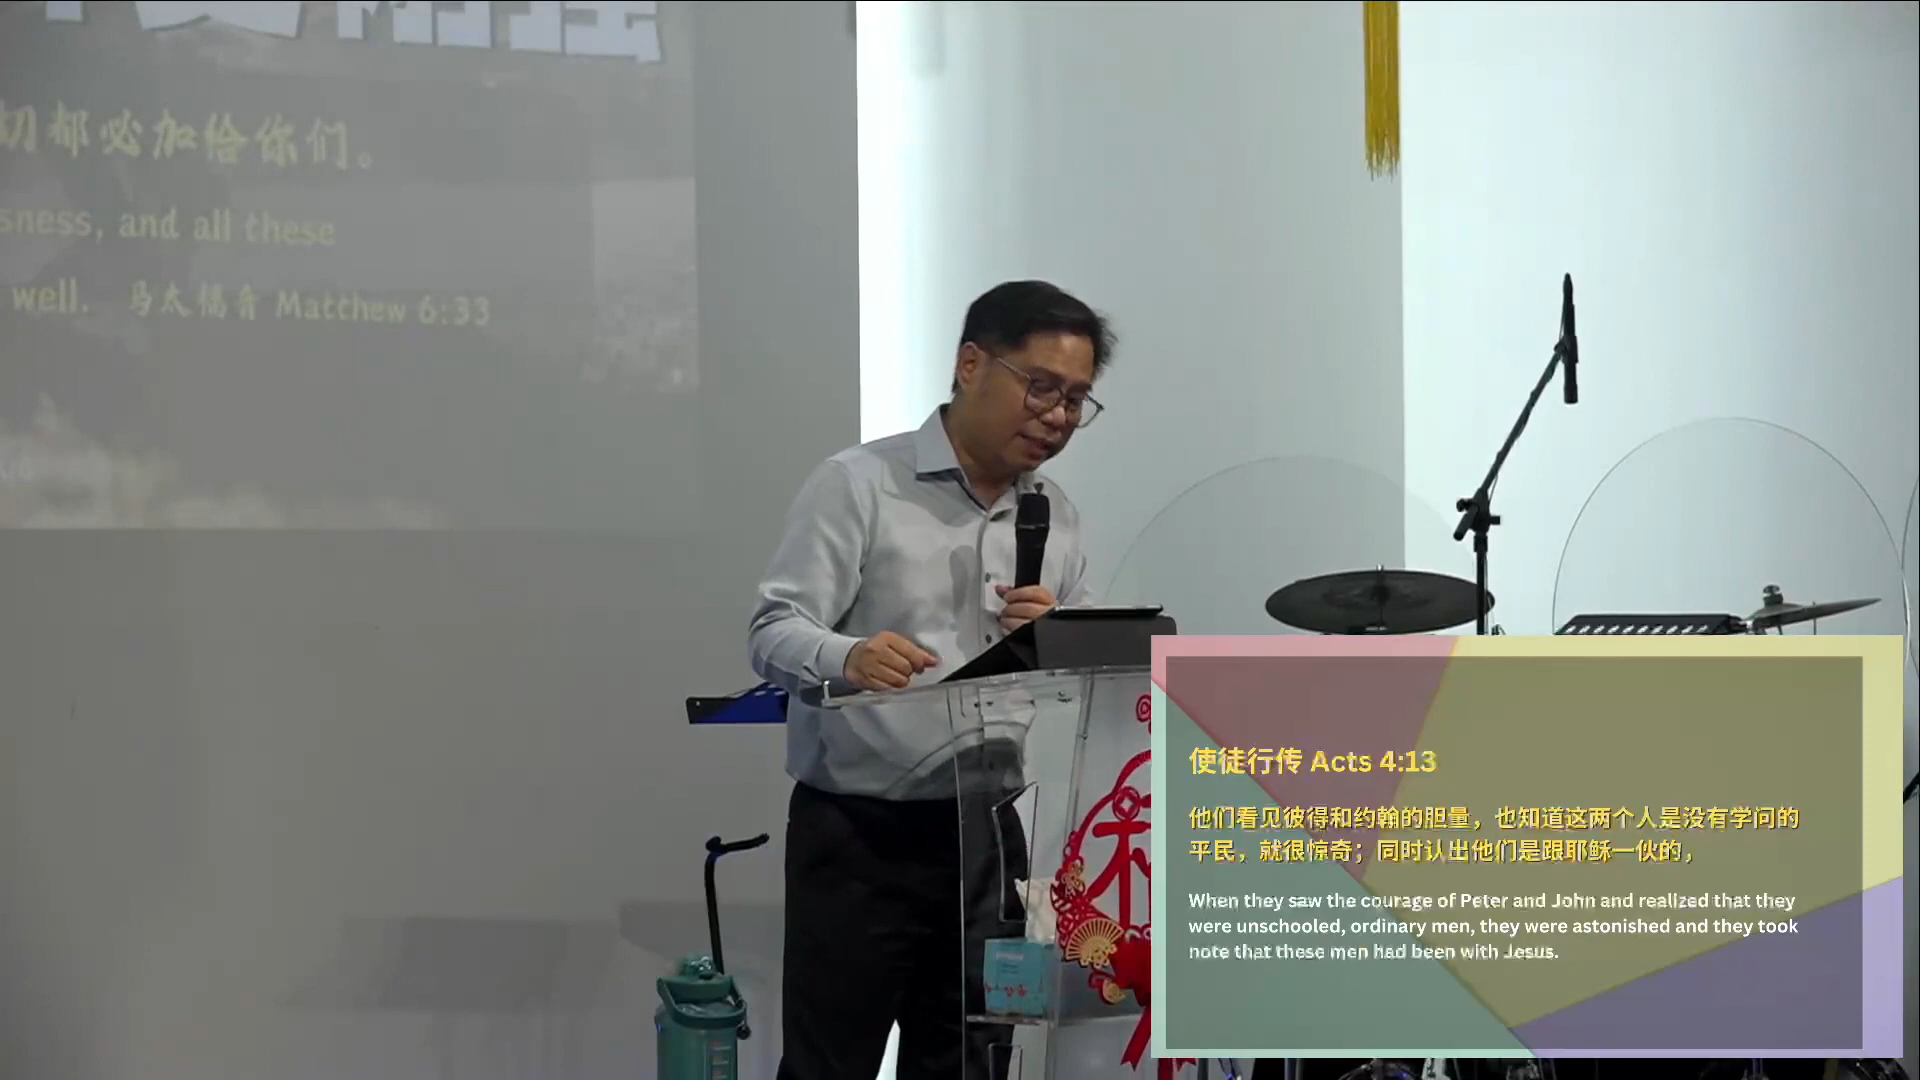 切都必加给你们。
sness, and all these
well. 马太福音 Matthew 6:33
使徒行传 Acts 4:13
他们看见彼得和约翰的胆量，也知道这两个人是没有学问的
平民，就很惊奇；同时认出他们是跟耶稣一伙的，
When they saw the courage of Peter and John and realized that they
were unschooled, ordinary men, they were astonished and they took
note that these men had been with Jesus.